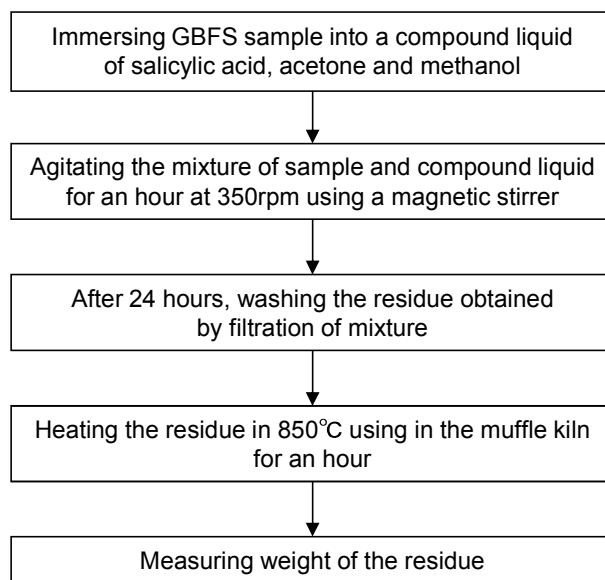 Immersing GBFS sample into a compound liquid
of salicylic acid, acetone and methanol
Agitating the mixture of sample and compound liquid
for an hour at 350rpm using a magnetic stirrer
After 24 hours, washing the residue obtained
by filtration of mixture
Heating the residue in 850℃ using in the muffle kiln
for an hour
Measuring weight of the residue